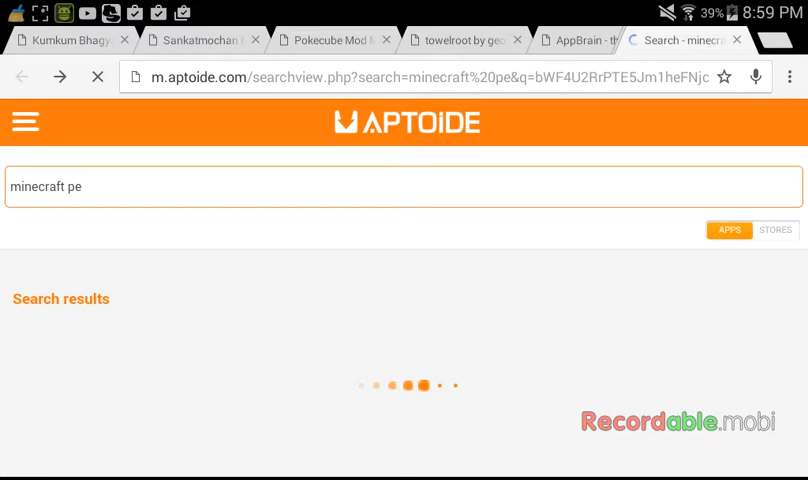 39% 8:59 PM
Kumkum Bhagy Sankatmochan Pokecube Mod towelroot by geo AppBrain - th Search - minecra
m.aptoide.com/searchview.php?search=minecraft%20pe&q=bWF4U2RrPTE5Jm1heFNjc
APTOiDE
minecraft pe
APPS STORES
Search results
Recordable.mobi